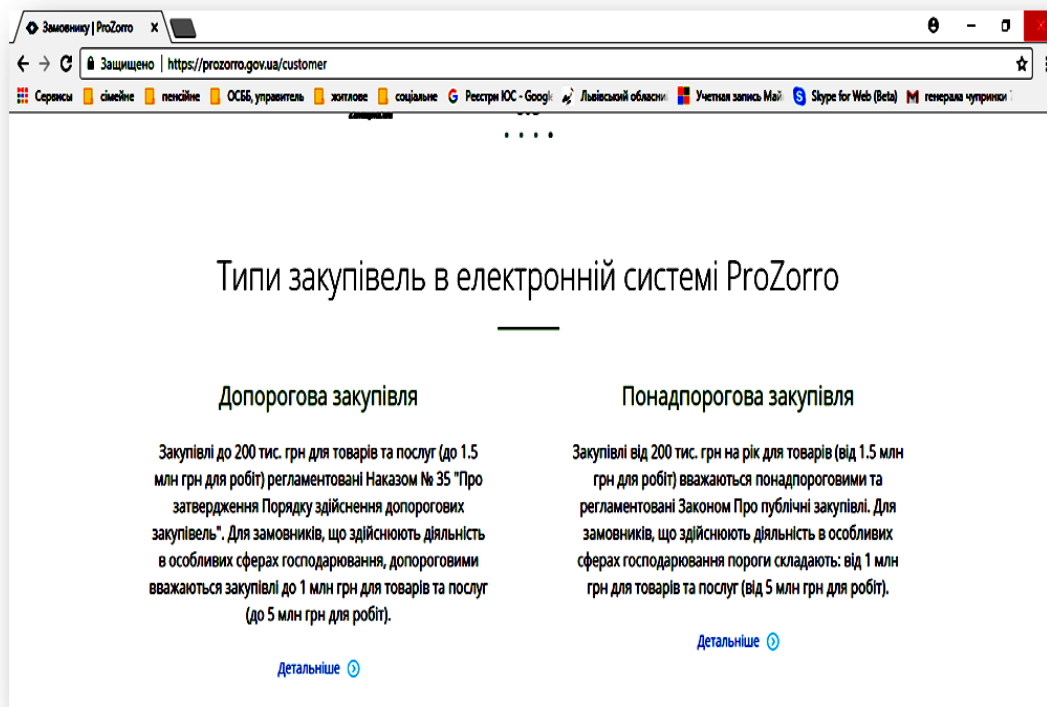 Замовнику | ProZorro
Защищено | https://prozorro.gov.ua/customer
Сервисы сімейне пенсійне ОСББ, управитель житлове соціальне Реєстри ЮС - Googl Львівський обласни Учетная запись Май Skype for Web (Beta) генерала чупринки 7
Типи закупівель в електронній системі ProZorro
Допорогова закупівля
Закупівлі до 200 тис. грн для товарів та послуг (до 1.5
млн грн для робіт) регламентовані Наказом № 35 "Про
затвердження Порядку здійснення допорогових
закупівель". Для замовників, що здійснюють діяльність
в особливих сферах господарювання, допороговими
вважаються закупівлі до 1 млн грн для товарів та послуг
(до 5 млн грн для робіт).
Детальніше
Понадпорогова закупівля
Закупівлі від 200 тис. грн на рік для товарів (від 1.5 млн
грн для робіт) вважаються понадпороговими та
регламентовані Законом Про публічні закупівлі. Для
замовників, що здійснюють діяльність в особливих
сферах господарювання пороги складають: від 1 млн
грн для товарів та послуг (від 5 млн грн для робіт).
Детальніше